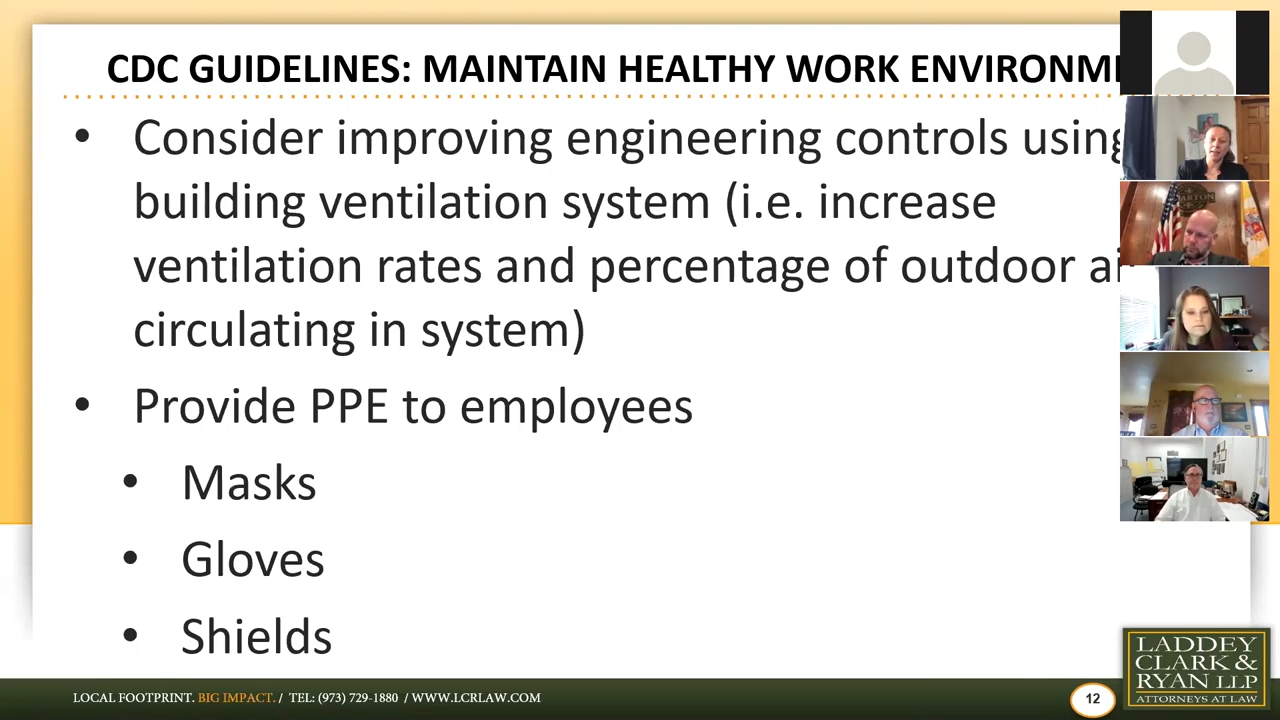 CDC GUIDELINES: MAINTAIN HEALTHY WORK ENVIRONM
• Consider improving engineering controls using
building ventilation system (i.e. increase
ventilation rates and percentage of outdoor air
circulating in system)
• Provide PPE to employees
• Masks
• Gloves
• Shields
LOCAL FOOTPRINT. BIG IMPACT. / TEL: (973) 729-1880 / WWW.LCRLAW.COM
12
LADDEY
CLARK &
RYAN LLP
ATTORNEYS AT LAW